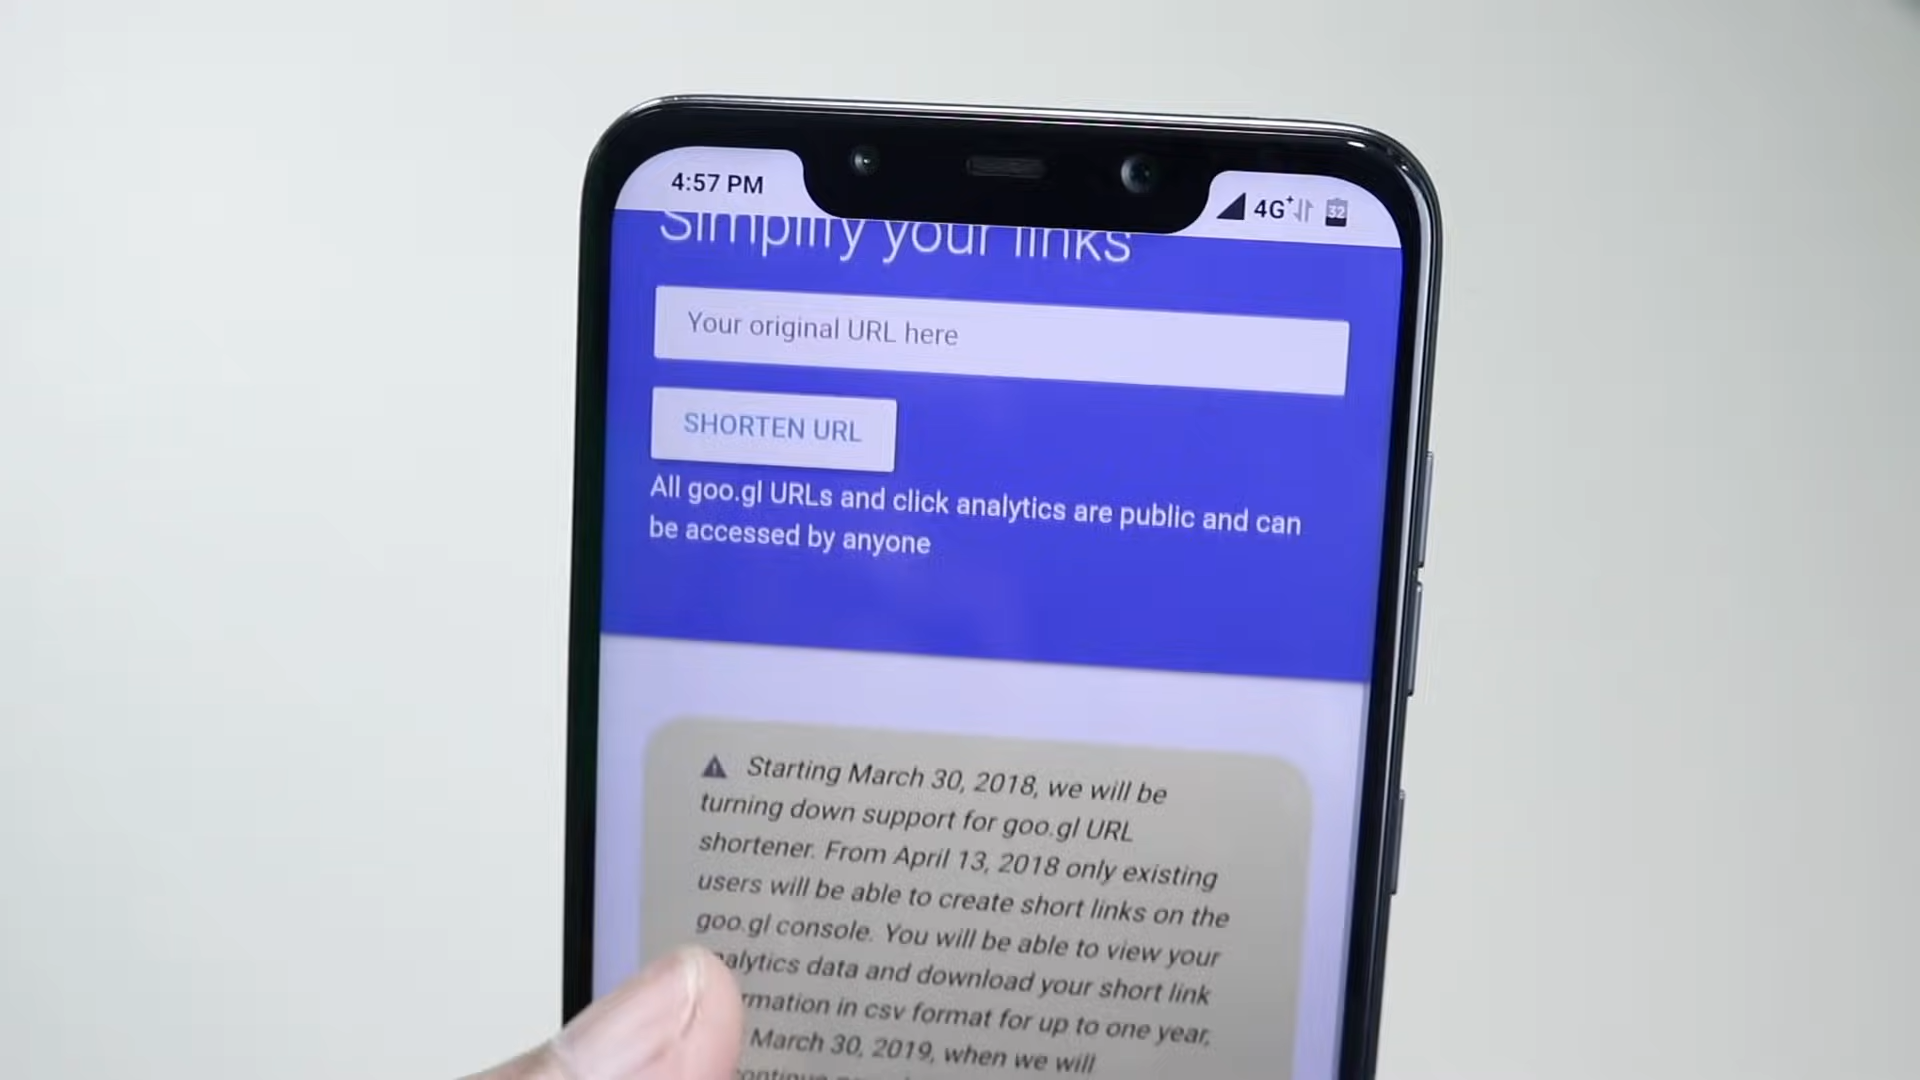 4:57 PM
4G+
32
Simplify your links
Your original URL here
SHORTEN URL
All goo.gl URLs and click analytics are public and can
be accessed by anyone
Starting March 30, 2018, we will be
turning down support for goo.gl URL
shortener. From April 13, 2018 only existing
users will be able to create short links on the
goo.gl console. You will be able to view your
data and download your short link
in csv format for up to one year,
March 30, 2019, when we will